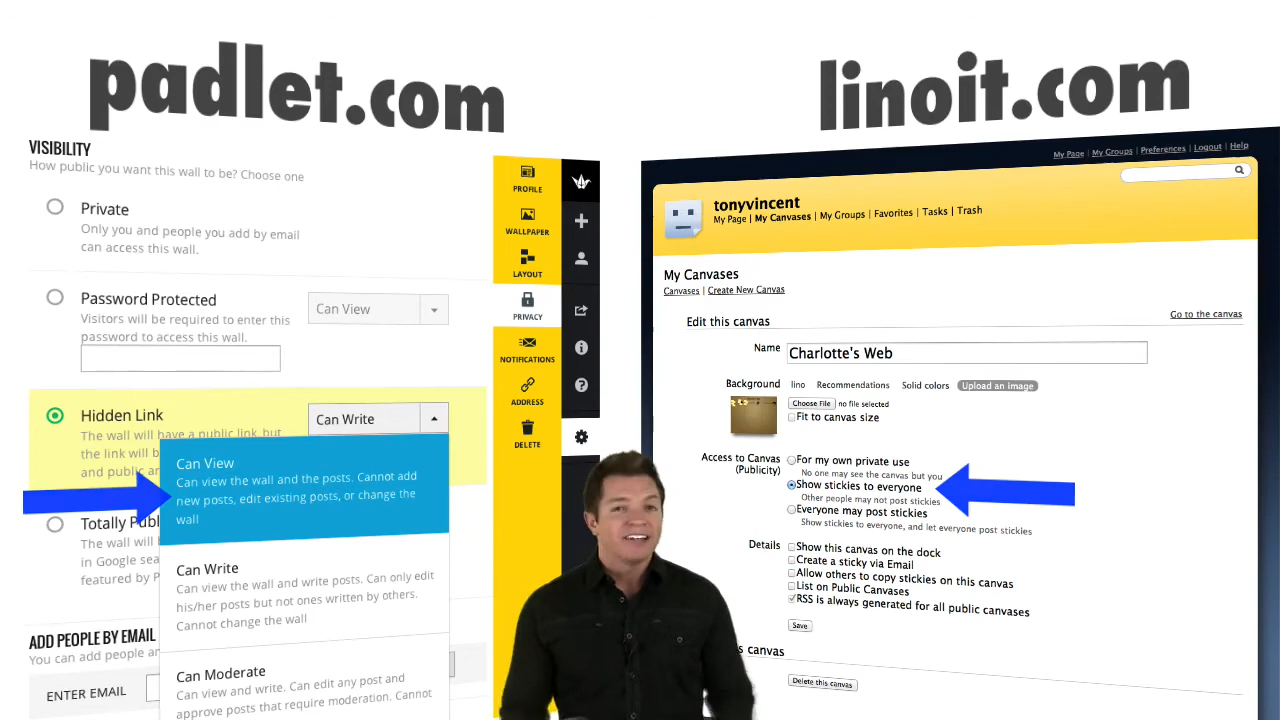 padlet.com
linoit.com
VISIBILITY
How public you want this wall to be? Choose one
Private
Only you and people you add by email
can access this wall.
Password Protected
Can View
Visitors will be required to enter this
password to access this wall.
Hidden Link
Can Write
The wall will have a public link but
the link will b
and public a
Can View
Can view the wall and the posts. Cannot add
new posts, edit existing posts, or change the
wall
Totally Publ
The wall will b
in Google sea
featured by P
Can Write
Can view the wall and write posts. Can only edit
his/her posts but not ones written by others.
Cannot change the wall
ADD PEOPLE BY EMAIL
You can add people an
ENTER EMAIL
Can Moderate
Can view and write. Can edit any post and
approve posts that require moderation. Cannot
PROFILE
WALLPAPER
LAYOUT
PRIVACY
NOTIFICATIONS
ADDRESS
DELETE
My Page | My Groups | Preferences | Logout | Help
tonyvincent
My Page | My Canvases | My Groups | Favorites | Tasks | Trash
My Canvases
Canvases | Create New Canvas
Edit this canvas
Go to the canvas
Name
Charlotte's Web
Background
lino Recommendations Solid colors Upload an image
Choose File no file selected
Fit to canvas size
Access to Canvas
(Publicity)
For my own private use
No one may see the canvas but you
Show stickies to everyone
Other people may not post stickies
Everyone may post stickies
Show stickies to everyone, and let everyone post stickies
Details
Show this canvas on the dock
Create a sticky via Email
Allow others to copy stickies on this canvas
List on Public Canvases
RSS is always generated for all public canvases
Save
s canvas
Delete this canvas